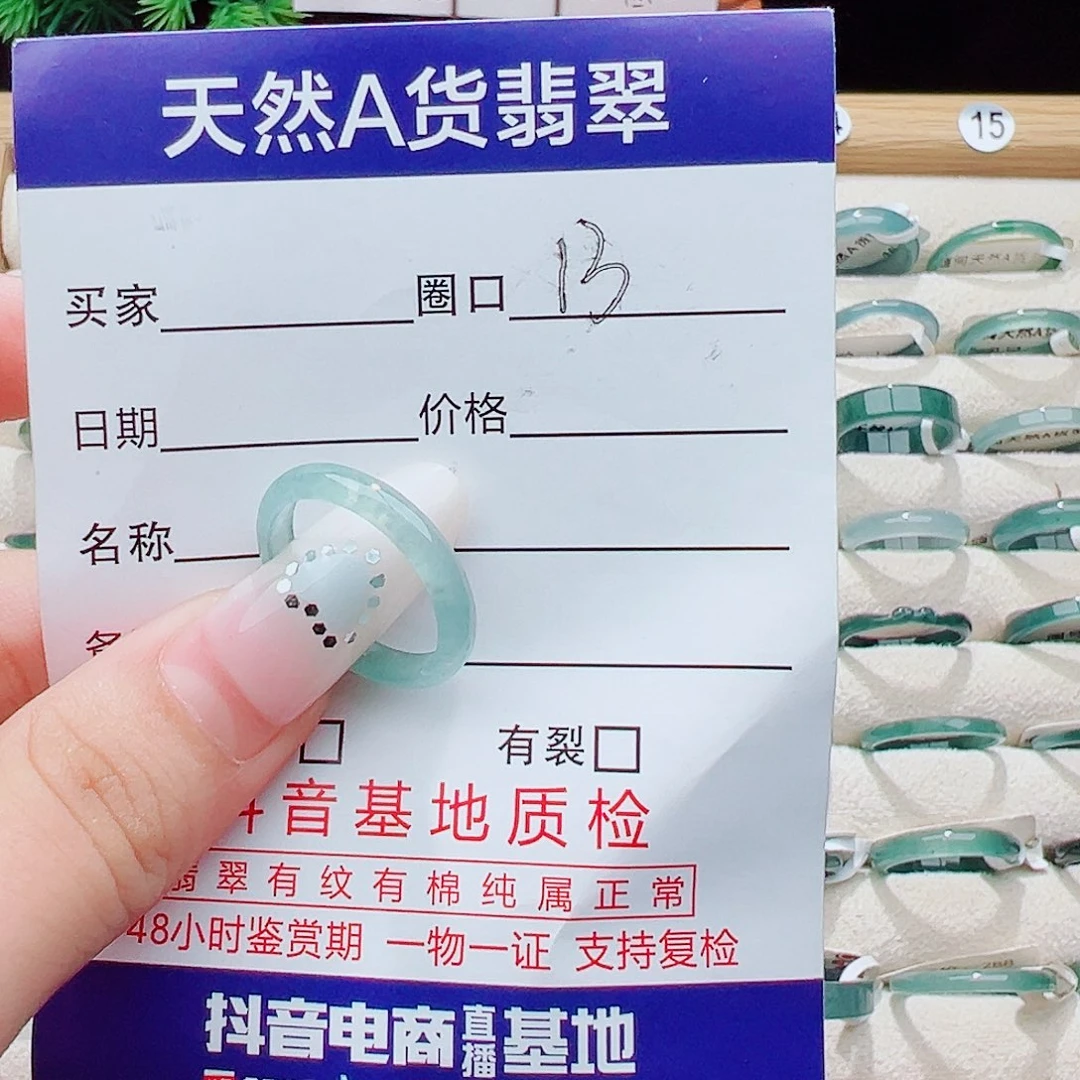 天然A货翡翠
买家 圈口 13
日期 价格
名称
有裂
音基地质检
翠有纹有棉纯属正常
48小时鉴赏期 一物一证 支持复检
抖音电商直播基地
15